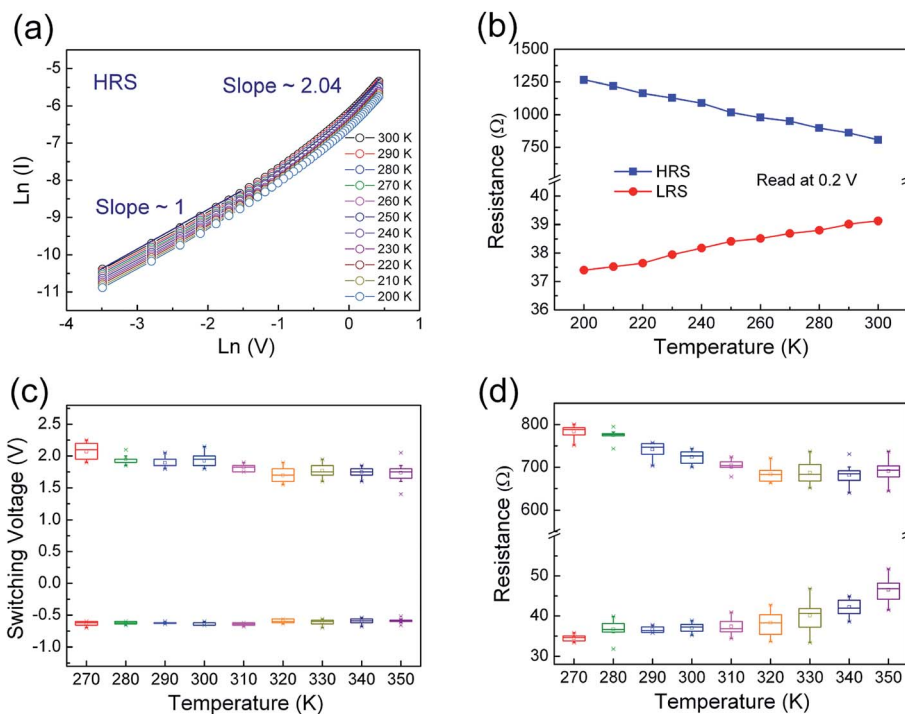 (a)
HRS
Slope ~ 2.04
Slope ~ 1
300 K
290 K
280 K
270 K
260 K
250 K
240 K
230 K
220 K
210 K
200 K
Ln (I)
-5
-6
-7
-8
-9
-10
-11
-4 -3 -2 -1 0 1
Ln (V)
(b)
Resistance (Ω)
1500
1250
1000
750
40
39
38
37
36
HRS
LRS
Read at 0.2 V
200 220 240 260 280 300
Temperature (K)
(c)
Switching Voltage (V)
2.5
2.0
1.5
1.0
0.5
0.0
-0.5
-1.0
270 280 290 300 310 320 330 340 350
Temperature (K)
(d)
Resistance (Ω)
800
700
600
50
40
30
270 280 290 300 310 320 330 340 350
Temperature (K)